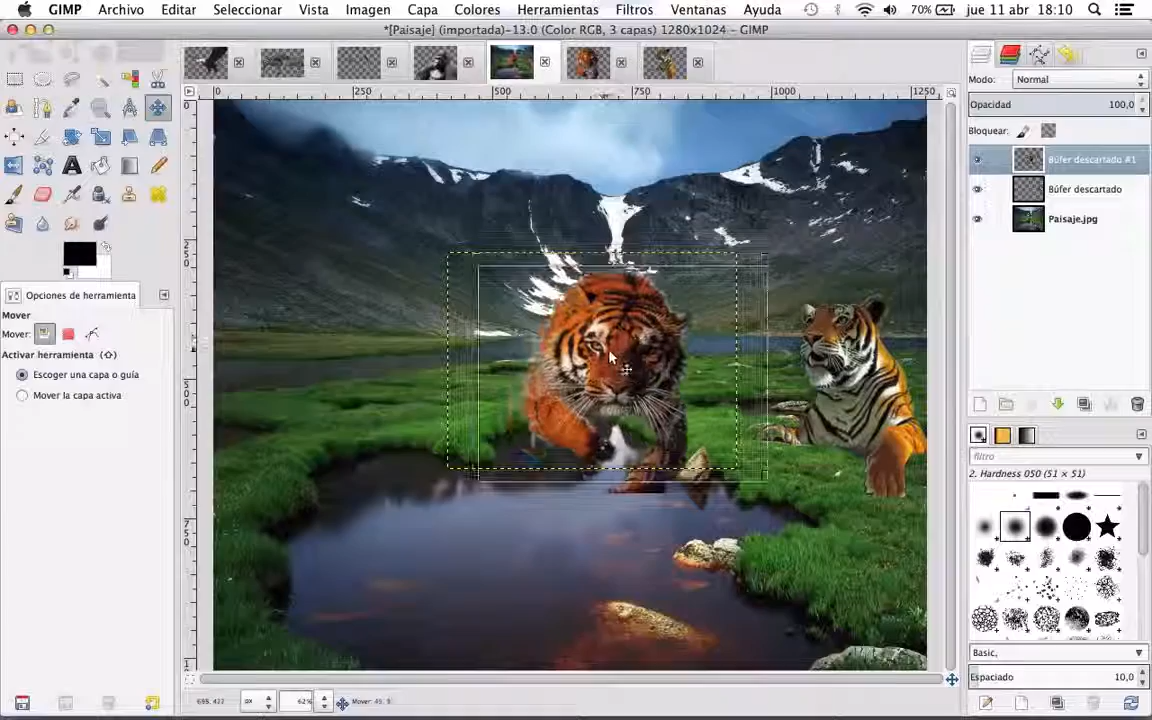 GIMP Archivo Editar Seleccionar Vista Imagen Capa Colores Herramientas Filtros Ventanas Ayuda 70% jue 11 abr 18:10
*[Paisaje] (importada)-13.0 (Color RGB, 3 capas) 1280x1024 – GIMP
Modo: Normal
0 250 500 750 1000 1250
Opacidad 100,0
Bloquear:
Búfer descartado #1
Búfer descartado
Paisaje.jpg
Opciones de herramienta
Mover
Mover:
Activar herramienta (⇧)
Escoger una capa o guía
Mover la capa activa
filtro
2. Hardness 050 (51 × 51)
Basic,
Espaciado 10,0
px 62%